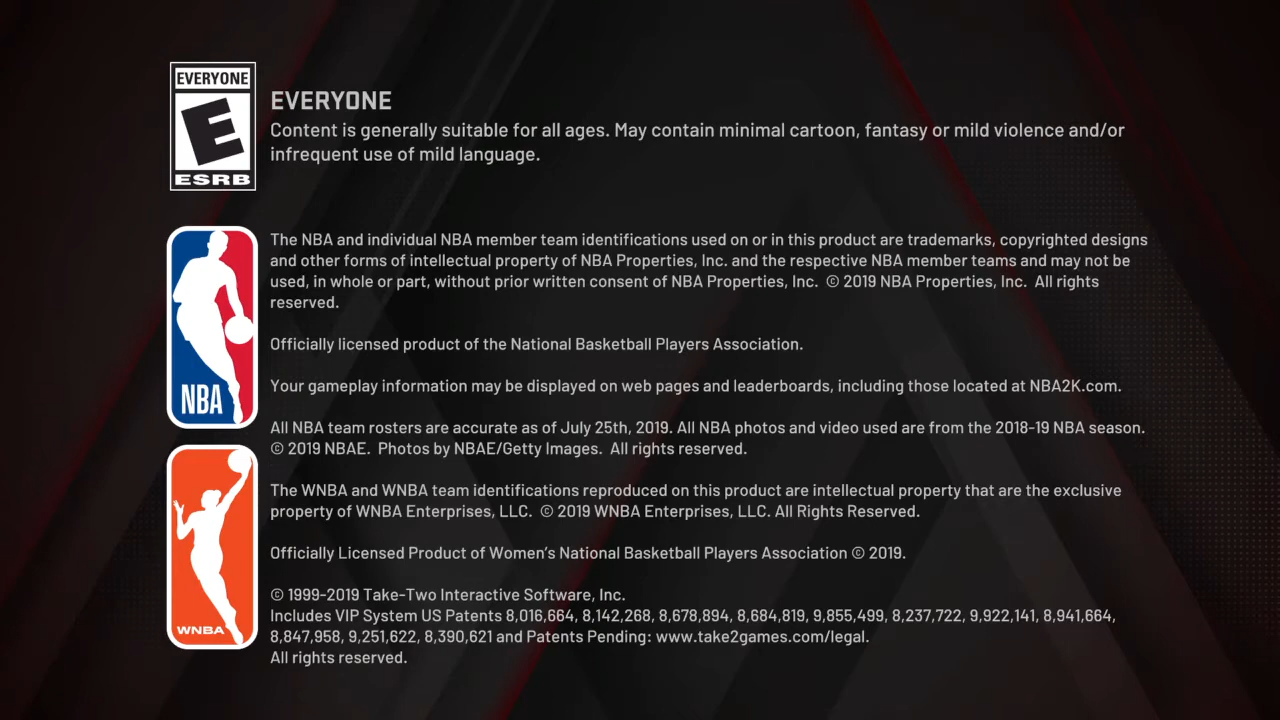 EVERYONE
E
ESRB
EVERYONE
Content is generally suitable for all ages. May contain minimal cartoon, fantasy or mild violence and/or
infrequent use of mild language.
The NBA and individual NBA member team identifications used on or in this product are trademarks, copyrighted designs
and other forms of intellectual property of NBA Properties, Inc. and the respective NBA member teams and may not be
used, in whole or part, without prior written consent of NBA Properties, Inc. © 2019 NBA Properties, Inc. All rights
reserved.
Officially licensed product of the National Basketball Players Association.
Your gameplay information may be displayed on web pages and leaderboards, including those located at NBA2K.com.
NBA
All NBA team rosters are accurate as of July 25th, 2019. All NBA photos and video used are from the 2018-19 NBA season.
© 2019 NBAE. Photos by NBAE/Getty Images. All rights reserved.
The WNBA and WNBA team identifications reproduced on this product are intellectual property that are the exclusive
property of WNBA Enterprises, LLC. © 2019 WNBA Enterprises, LLC. All Rights Reserved.
Officially Licensed Product of Women's National Basketball Players Association © 2019.
© 1999-2019 Take-Two Interactive Software, Inc.
Includes VIP System US Patents 8,016,664, 8,142,268, 8,678,894, 8,684,819, 9,855,499, 8,237,722, 9,922,141, 8,941,664,
8,847,958, 9,251,622, 8,390,621 and Patents Pending: www.take2games.com/legal.
All rights reserved.
WNBA